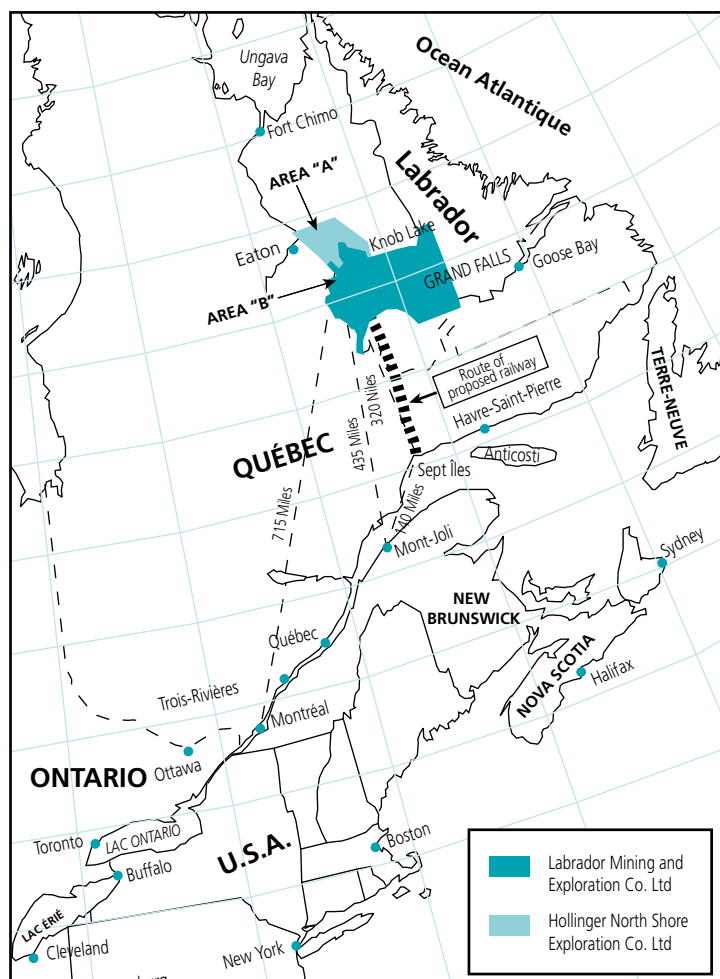 Ungava
Bay
Ocean Atlantique
Fort Chimo
AREA "A"
Labrador
Eaton
Knob Lake
GRAND FALLS
Goose Bay
AREA "B"
Route of
proposed railway
TERRE-NEUVE
320 Niles
435 Miles
Havre-Saint-Pierre
QUÉBEC
Anticosti
Sept Îles
715 Miles
140 Miles
Mont-Joli
Sydney
NEW
BRUNSWICK
Québec
NOVA SCOTIA
Halifax
Trois-Rivières
Montréal
ONTARIO
Ottawa
Toronto
LAC ONTARIO
U.S.A.
Boston
Buffalo
LAC ÉRIÉ
Cleveland
New York
Labrador Mining and
Exploration Co. Ltd
Hollinger North Shore
Exploration Co. Ltd